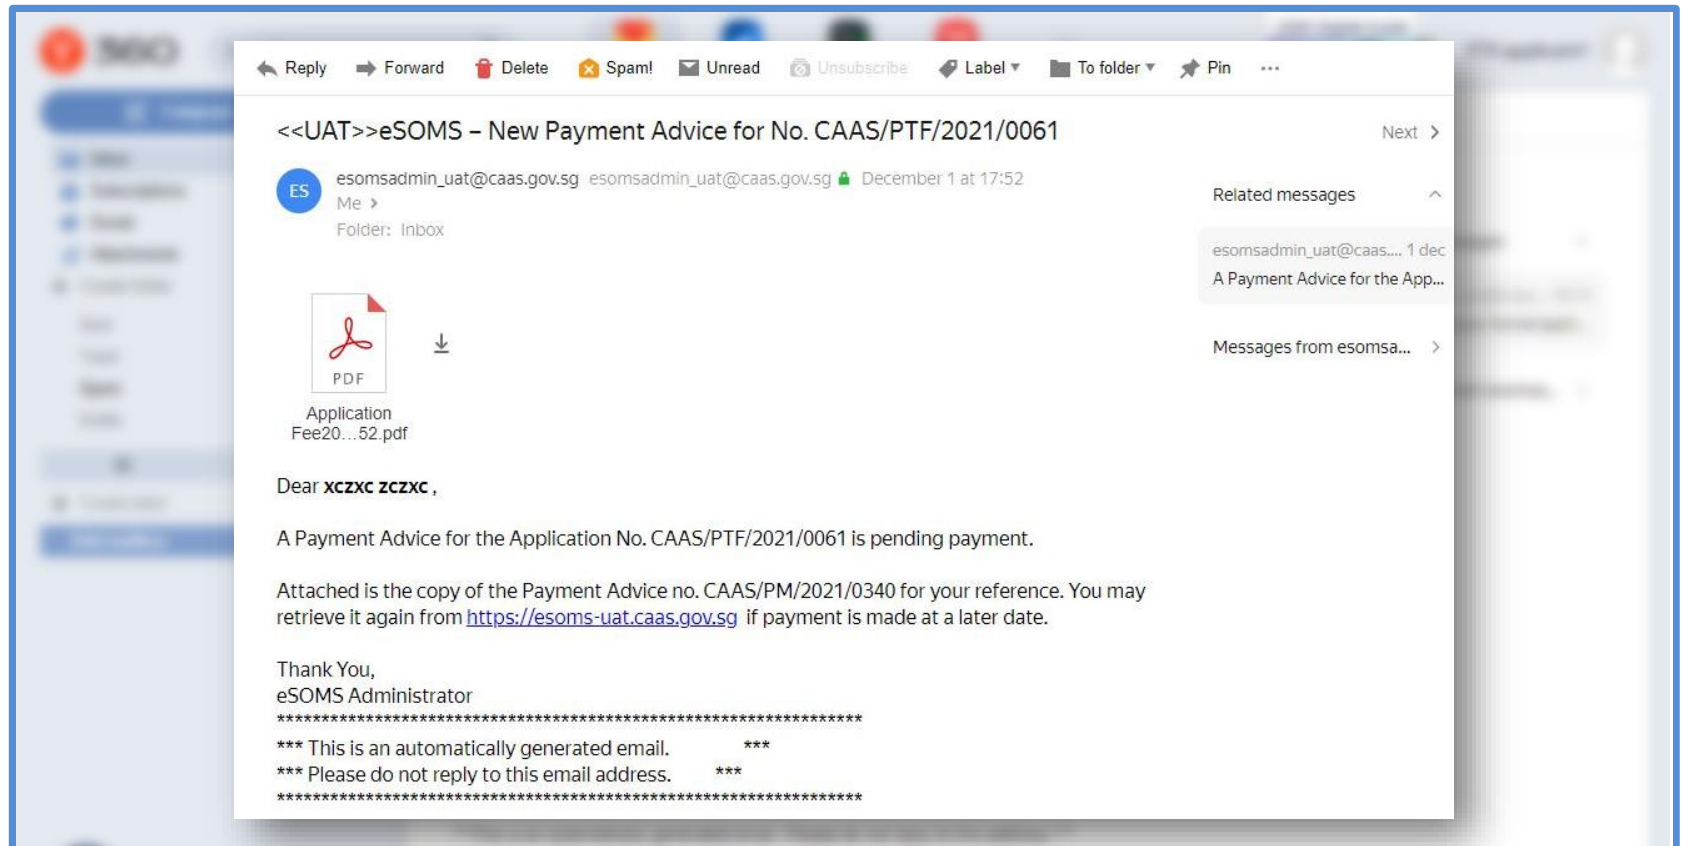 360
Reply Forward Delete Spam! Unread Unsubscribe Label To folder Pin ...
<<UAT>>eSOMS – New Payment Advice for No. CAAS/PTF/2021/0061
Next >
ES
esomsadmin_uat@caas.gov.sg esomsadmin_uat@caas.gov.sg December 1 at 17:52
Me >
Folder: Inbox
Related messages
esomsadmin_uat@caas.... 1 dec
A Payment Advice for the App...
Messages from esomsa... >
PDF
Application
Fee20...52.pdf
Dear xczxc zczxc ,
A Payment Advice for the Application No. CAAS/PTF/2021/0061 is pending payment.
Attached is the copy of the Payment Advice no. CAAS/PM/2021/0340 for your reference. You may
retrieve it again from https://esoms-uat.caas.gov.sg if payment is made at a later date.
Thank You,
eSOMS Administrator
******************************************************************
*** This is an automatically generated email. ***
*** Please do not reply to this email address. ***
******************************************************************